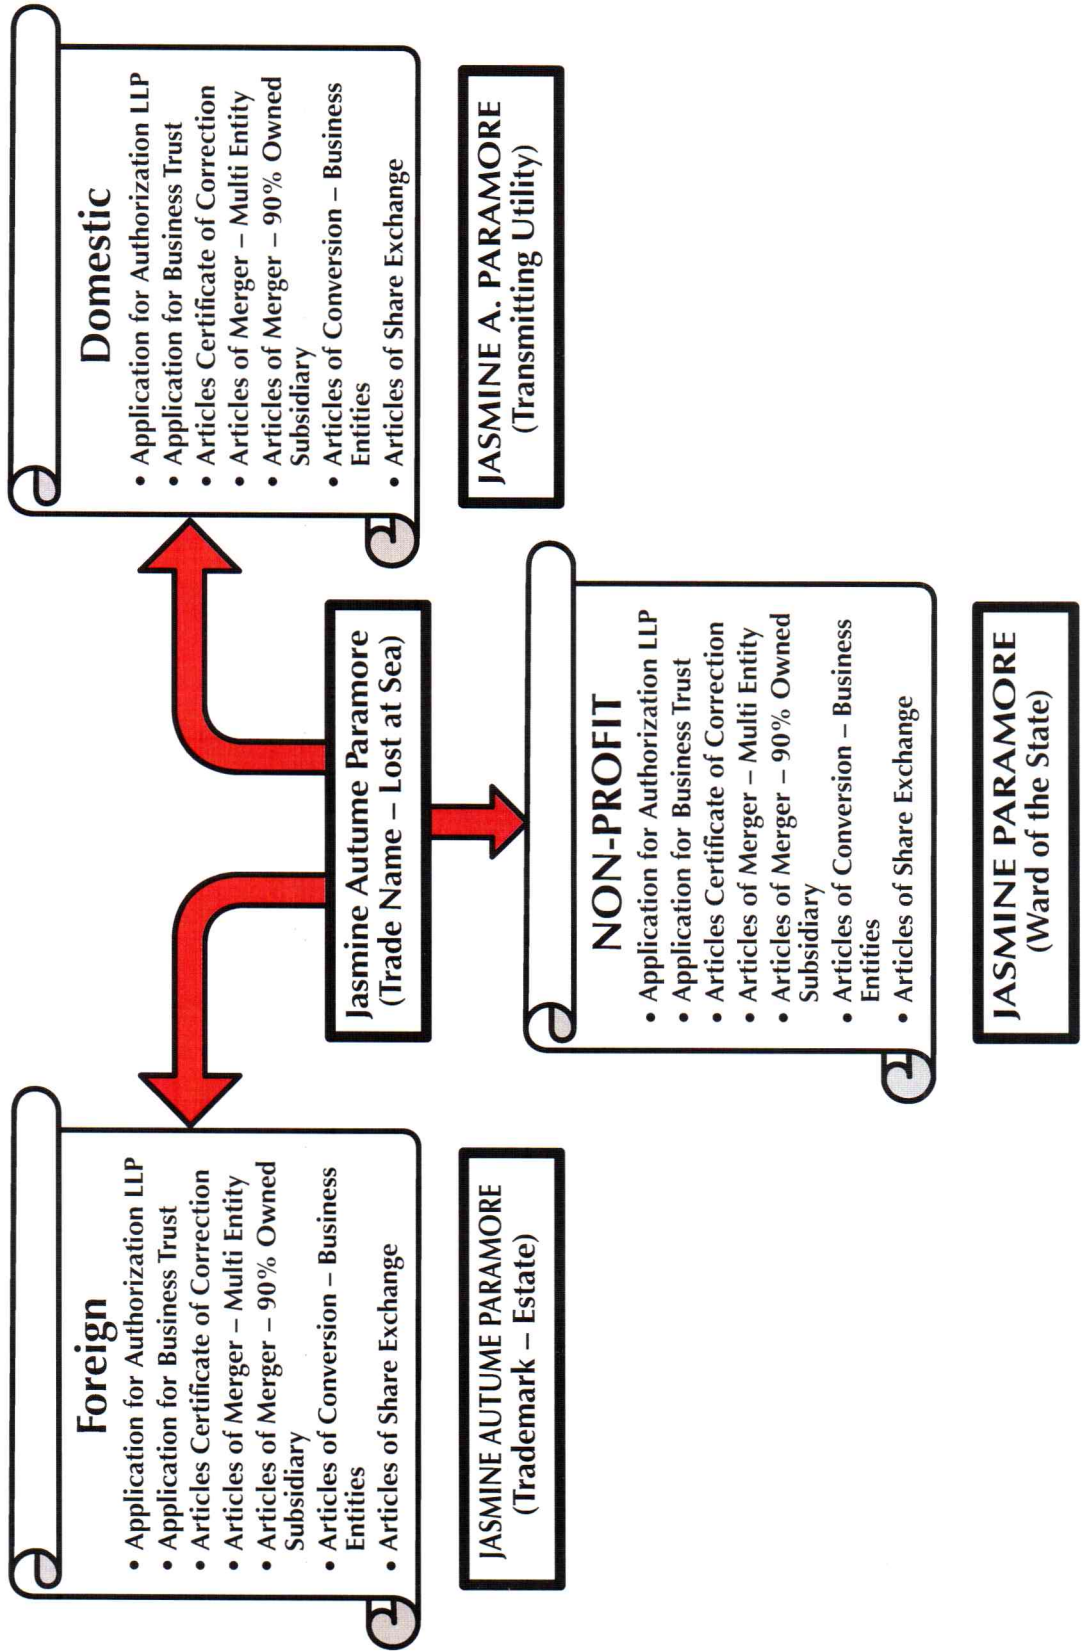 Foreign
• Application for Authorization LLP
• Application for Business Trust
• Articles Certificate of Correction
• Articles of Merger – Multi Entity
• Articles of Merger – 90% Owned
Subsidiary
• Articles of Conversion – Business
Entities
• Articles of Share Exchange
JASMINE AUTUME PARAMORE
(Trademark – Estate)
Jasmine Autume Paramore
(Trade Name – Lost at Sea)
Domestic
• Application for Authorization LLP
• Application for Business Trust
• Articles Certificate of Correction
• Articles of Merger – Multi Entity
• Articles of Merger – 90% Owned
Subsidiary
• Articles of Conversion – Business
Entities
• Articles of Share Exchange
JASMINE A. PARAMORE
(Transmitting Utility)
NON-PROFIT
• Application for Authorization LLP
• Application for Business Trust
• Articles Certificate of Correction
• Articles of Merger – Multi Entity
• Articles of Merger – 90% Owned
Subsidiary
• Articles of Conversion – Business
Entities
• Articles of Share Exchange
JASMINE PARAMORE
(Ward of the State)